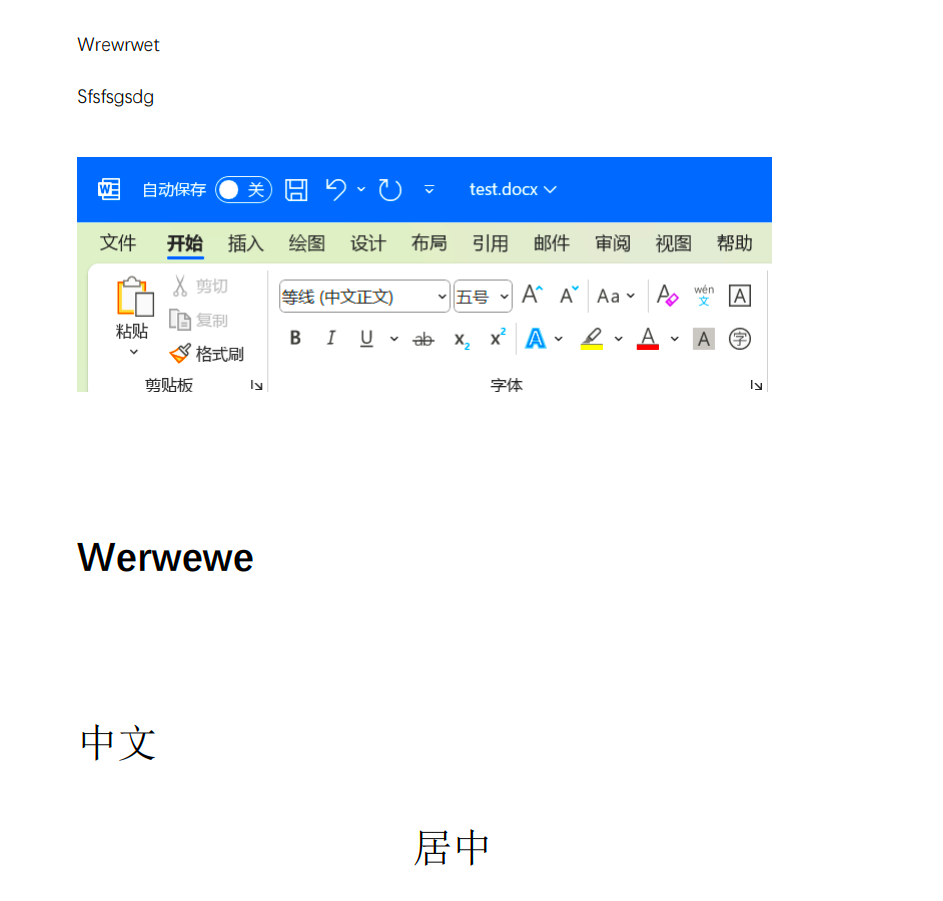 Wrewrwet
Sfsfsgsdg
自动保存 关 test.docx
文件 开始 插入 绘图 设计 布局 引用 邮件 审阅 视图 帮助
剪切
等线 (中文正文) 五号 A A Aa A wén 文 A
粘贴
复制
B I U ab x₂ x² A A A 字
格式刷
剪贴板 字体
Werwewe
中文
居中